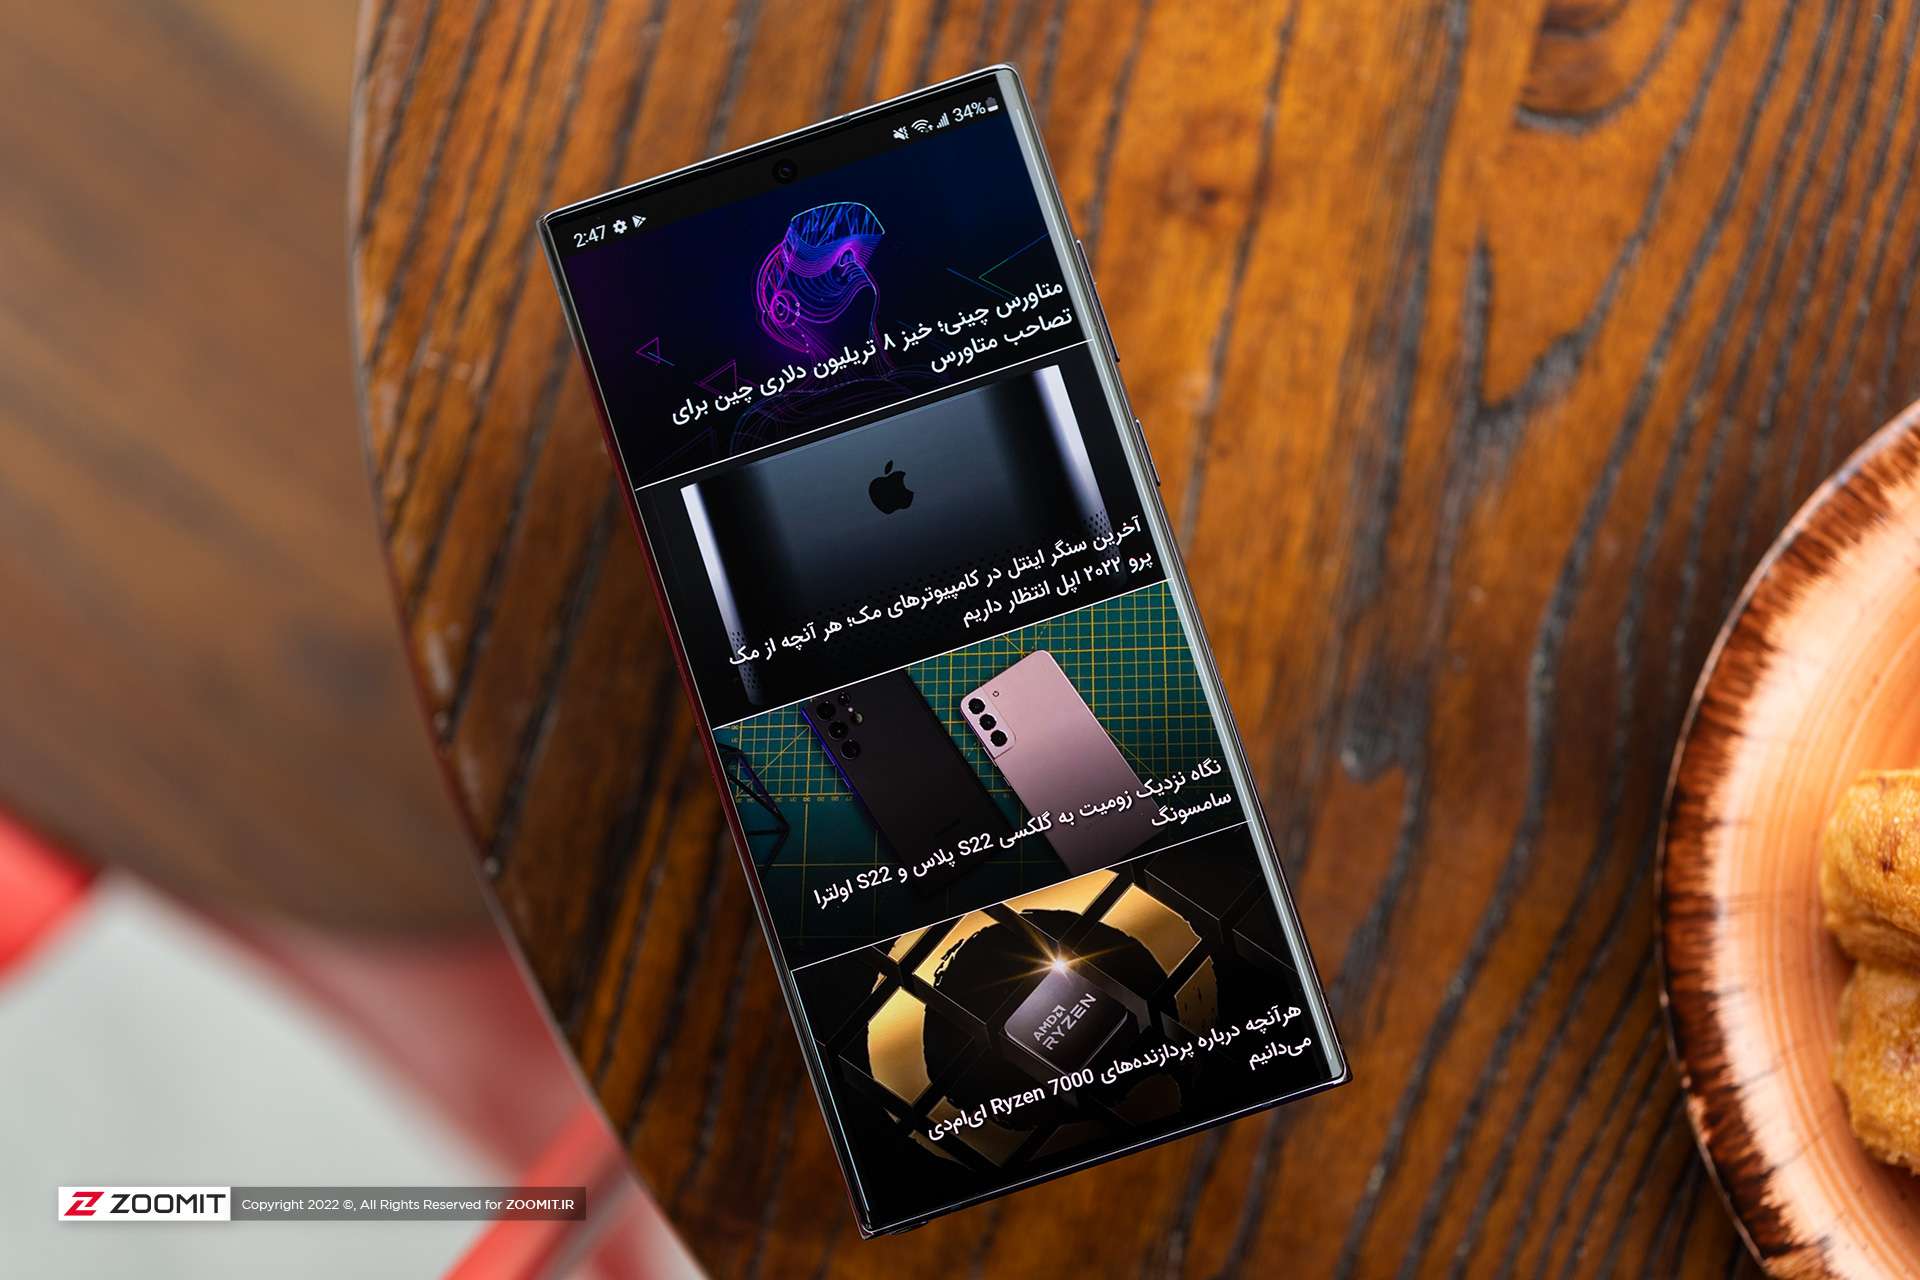 2:47
34%
متاورس چینی؛ خیز ۸ تریلیون دلاری چین برای
تصاحب متاورس
آخرین سنگر اینتل در کامپیوترهای مک؛ هر آنچه از مک
پرو ۲۰۲۲ اپل انتظار داریم
نگاه نزدیک زومیت به گلکسی S22 پلاس و S22 اولترا
سامسونگ
AMD
RYZEN
هرآنچه درباره پردازنده‌های Ryzen 7000 ای‌ام‌دی
می‌دانیم
ZOOMIT Copyright 2022 ©, All Rights Reserved for ZOOMIT.IR